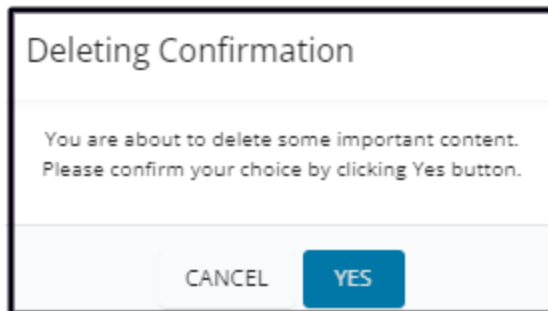 Deleting Confirmation
You are about to delete some important content.
Please confirm your choice by clicking Yes button.
CANCEL YES